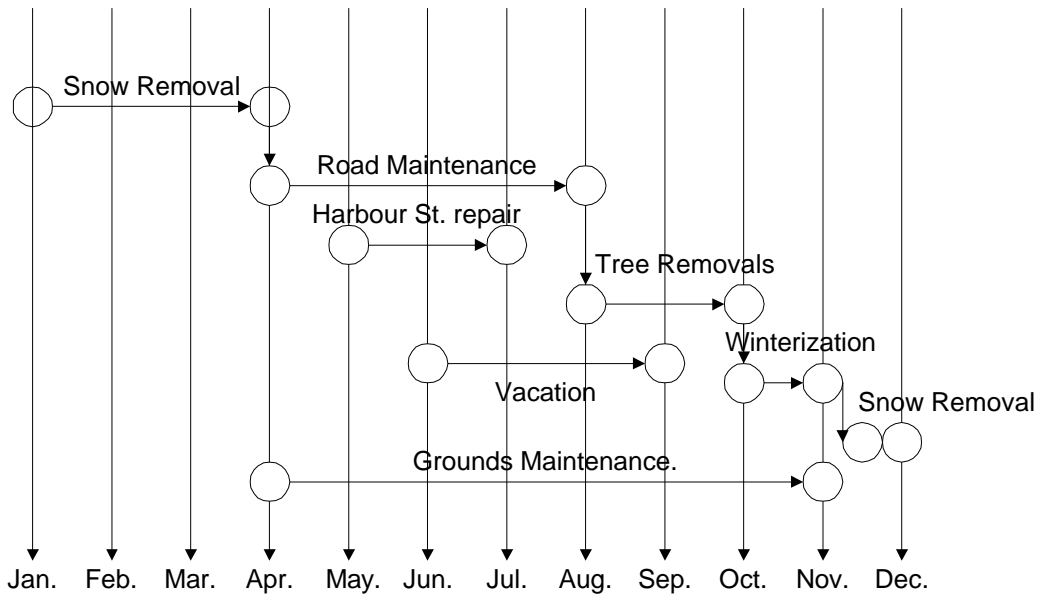 Snow Removal
Road Maintenance
Harbour St. repair
Tree Removals
Winterization
Vacation
Snow Removal
Grounds Maintenance.
Jan. Feb. Mar. Apr. May. Jun. Jul. Aug. Sep. Oct. Nov. Dec.